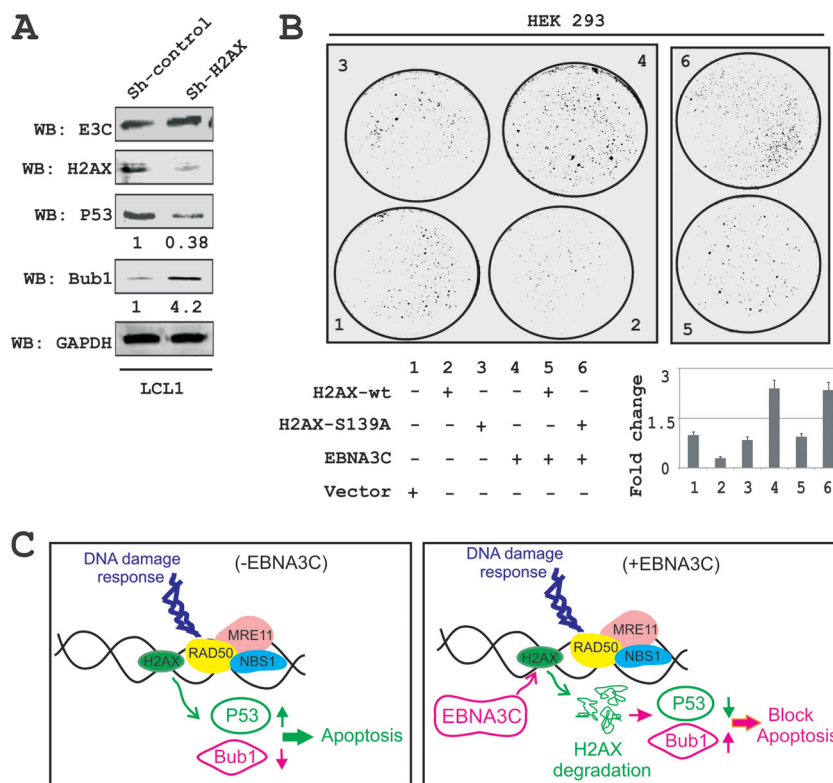 A
Sh-control
Sh-H2AX
WB: E3C
WB: H2AX
WB: P53
1 0.38
WB: Bub1
1 4.2
WB: GAPDH
LCL1
B
HEK 293
3 4
1 2
6
5
1 2 3 4 5 6
H2AX-wt – + – – + –
H2AX-S139A – – + – – +
EBNA3C – – – + + +
Vector + – – – – –
Fold change
3
1.5
0
1 2 3 4 5 6
C
(-EBNA3C)
DNA damage
response
MRE11
RAD50
H2AX
NBS1
P53
Bub1
Apoptosis
(+EBNA3C)
DNA damage
response
MRE11
RAD50
H2AX
NBS1
EBNA3C
H2AX
degradation
P53
Bub1
Block
Apoptosis